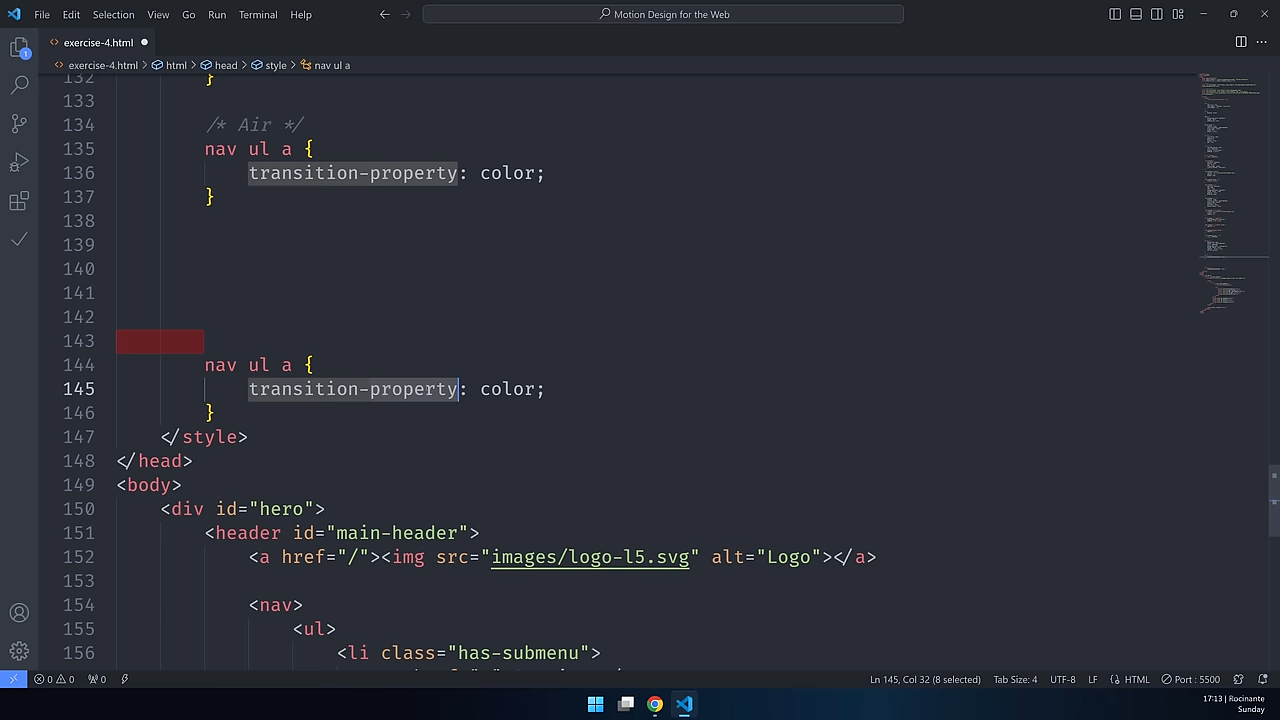 File Edit Selection View Go Run Terminal Help
Motion Design for the Web
exercise-4.html
exercise-4.html > html > head > style > nav ul a
132 }
133
134 /* Air */
135 nav ul a {
136 transition-property: color;
137 }
138
139
140
141
142
143
144 nav ul a {
145 transition-property: color;
146 }
147 </style>
148 </head>
149 <body>
150 <div id="hero">
151 <header id="main-header">
152 <a href="/"><img src="images/logo-l5.svg" alt="Logo"></a>
153
154 <nav>
155 <ul>
156 <li class="has-submenu">
1
0 0 0 Ln 145, Col 32 (8 selected) Tab Size: 4 UTF-8 LF HTML Port : 5500
17:13 | Rocinante
Sunday